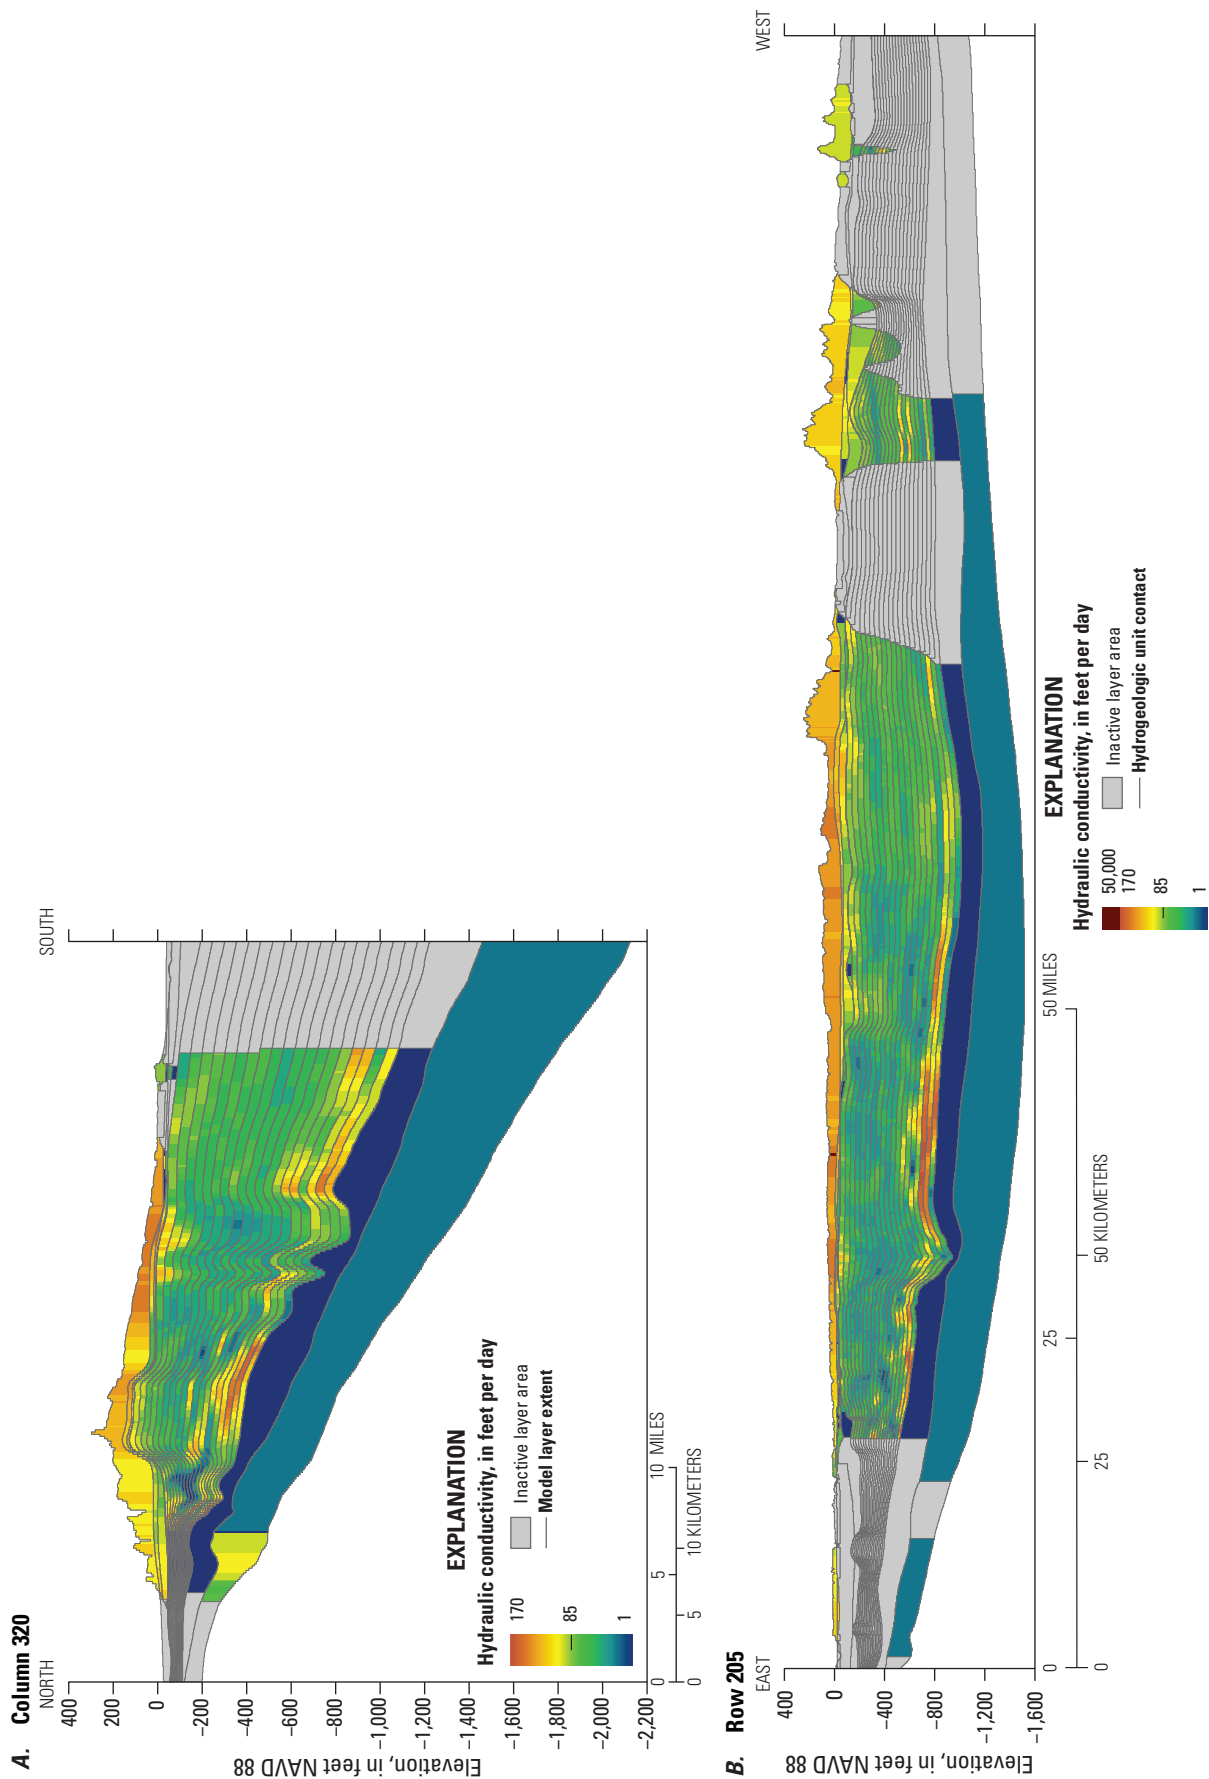 A. Column 320
NORTH
SOUTH
400
200
0
−200
−400
−600
−800
−1,000
−1,200
−1,400
−1,600
−1,800
−2,000
−2,200
Elevation, in feet NAVD 88
EXPLANATION
Hydraulic conductivity, in feet per day
170
85
1
Inactive layer area
Model layer extent
0 5 10 MILES
0 5 10 KILOMETERS
B. Row 205
EAST
WEST
400
0
−400
−800
−1,200
−1,600
Elevation, in feet NAVD 88
0 25 50 MILES
0 25 50 KILOMETERS
EXPLANATION
Hydraulic conductivity, in feet per day
50,000
170
85
1
Inactive layer area
Hydrogeologic unit contact